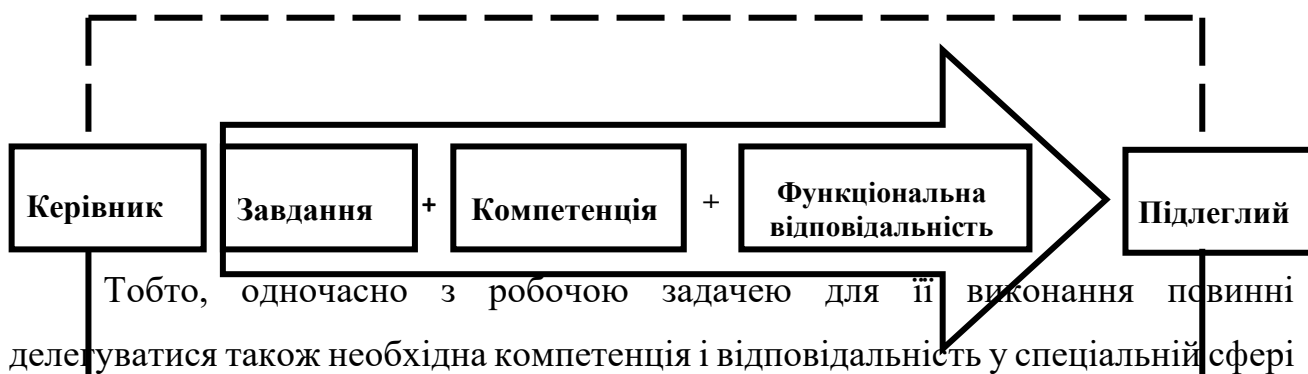 Керівник Завдання + Компетенція + Функціональна відповідальність Підлеглий
Тобто, одночасно з робочою задачею для її виконання повинні
делегуватися також необхідна компетенція і відповідальність у спеціальній сфері